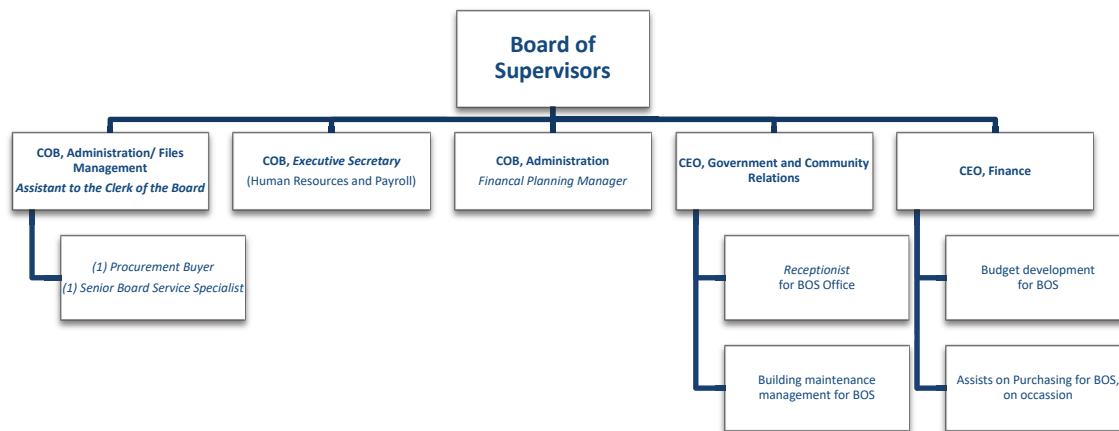 Board of
Supervisors
COB, Administration/ Files
Management
Assistant to the Clerk of the Board
COB, Executive Secretary
(Human Resources and Payroll)
COB, Administration
Financal Planning Manager
CEO, Government and Community
Relations
CEO, Finance
(1) Procurement Buyer
(1) Senior Board Service Specialist
Receptionist
for BOS Office
Budget development
for BOS
Building maintenance
management for BOS
Assists on Purchasing for BOS,
on occassion